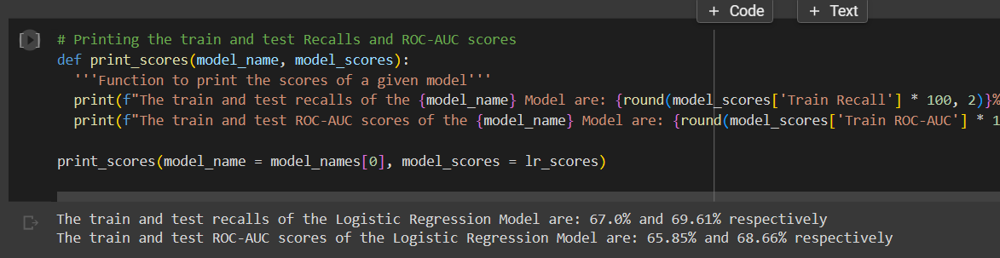 + Code + Text
# Printing the train and test Recalls and ROC-AUC scores
def print_scores(model_name, model_scores):
'''Function to print the scores of a given model'''
print(f"The train and test recalls of the {model_name} Model are: {round(model_scores['Train Recall'] * 100, 2)}%
print(f"The train and test ROC-AUC scores of the {model_name} Model are: {round(model_scores['Train ROC-AUC'] * 1
print_scores(model_name = model_names[0], model_scores = lr_scores)
The train and test recalls of the Logistic Regression Model are: 67.0% and 69.61% respectively
The train and test ROC-AUC scores of the Logistic Regression Model are: 65.85% and 68.66% respectively